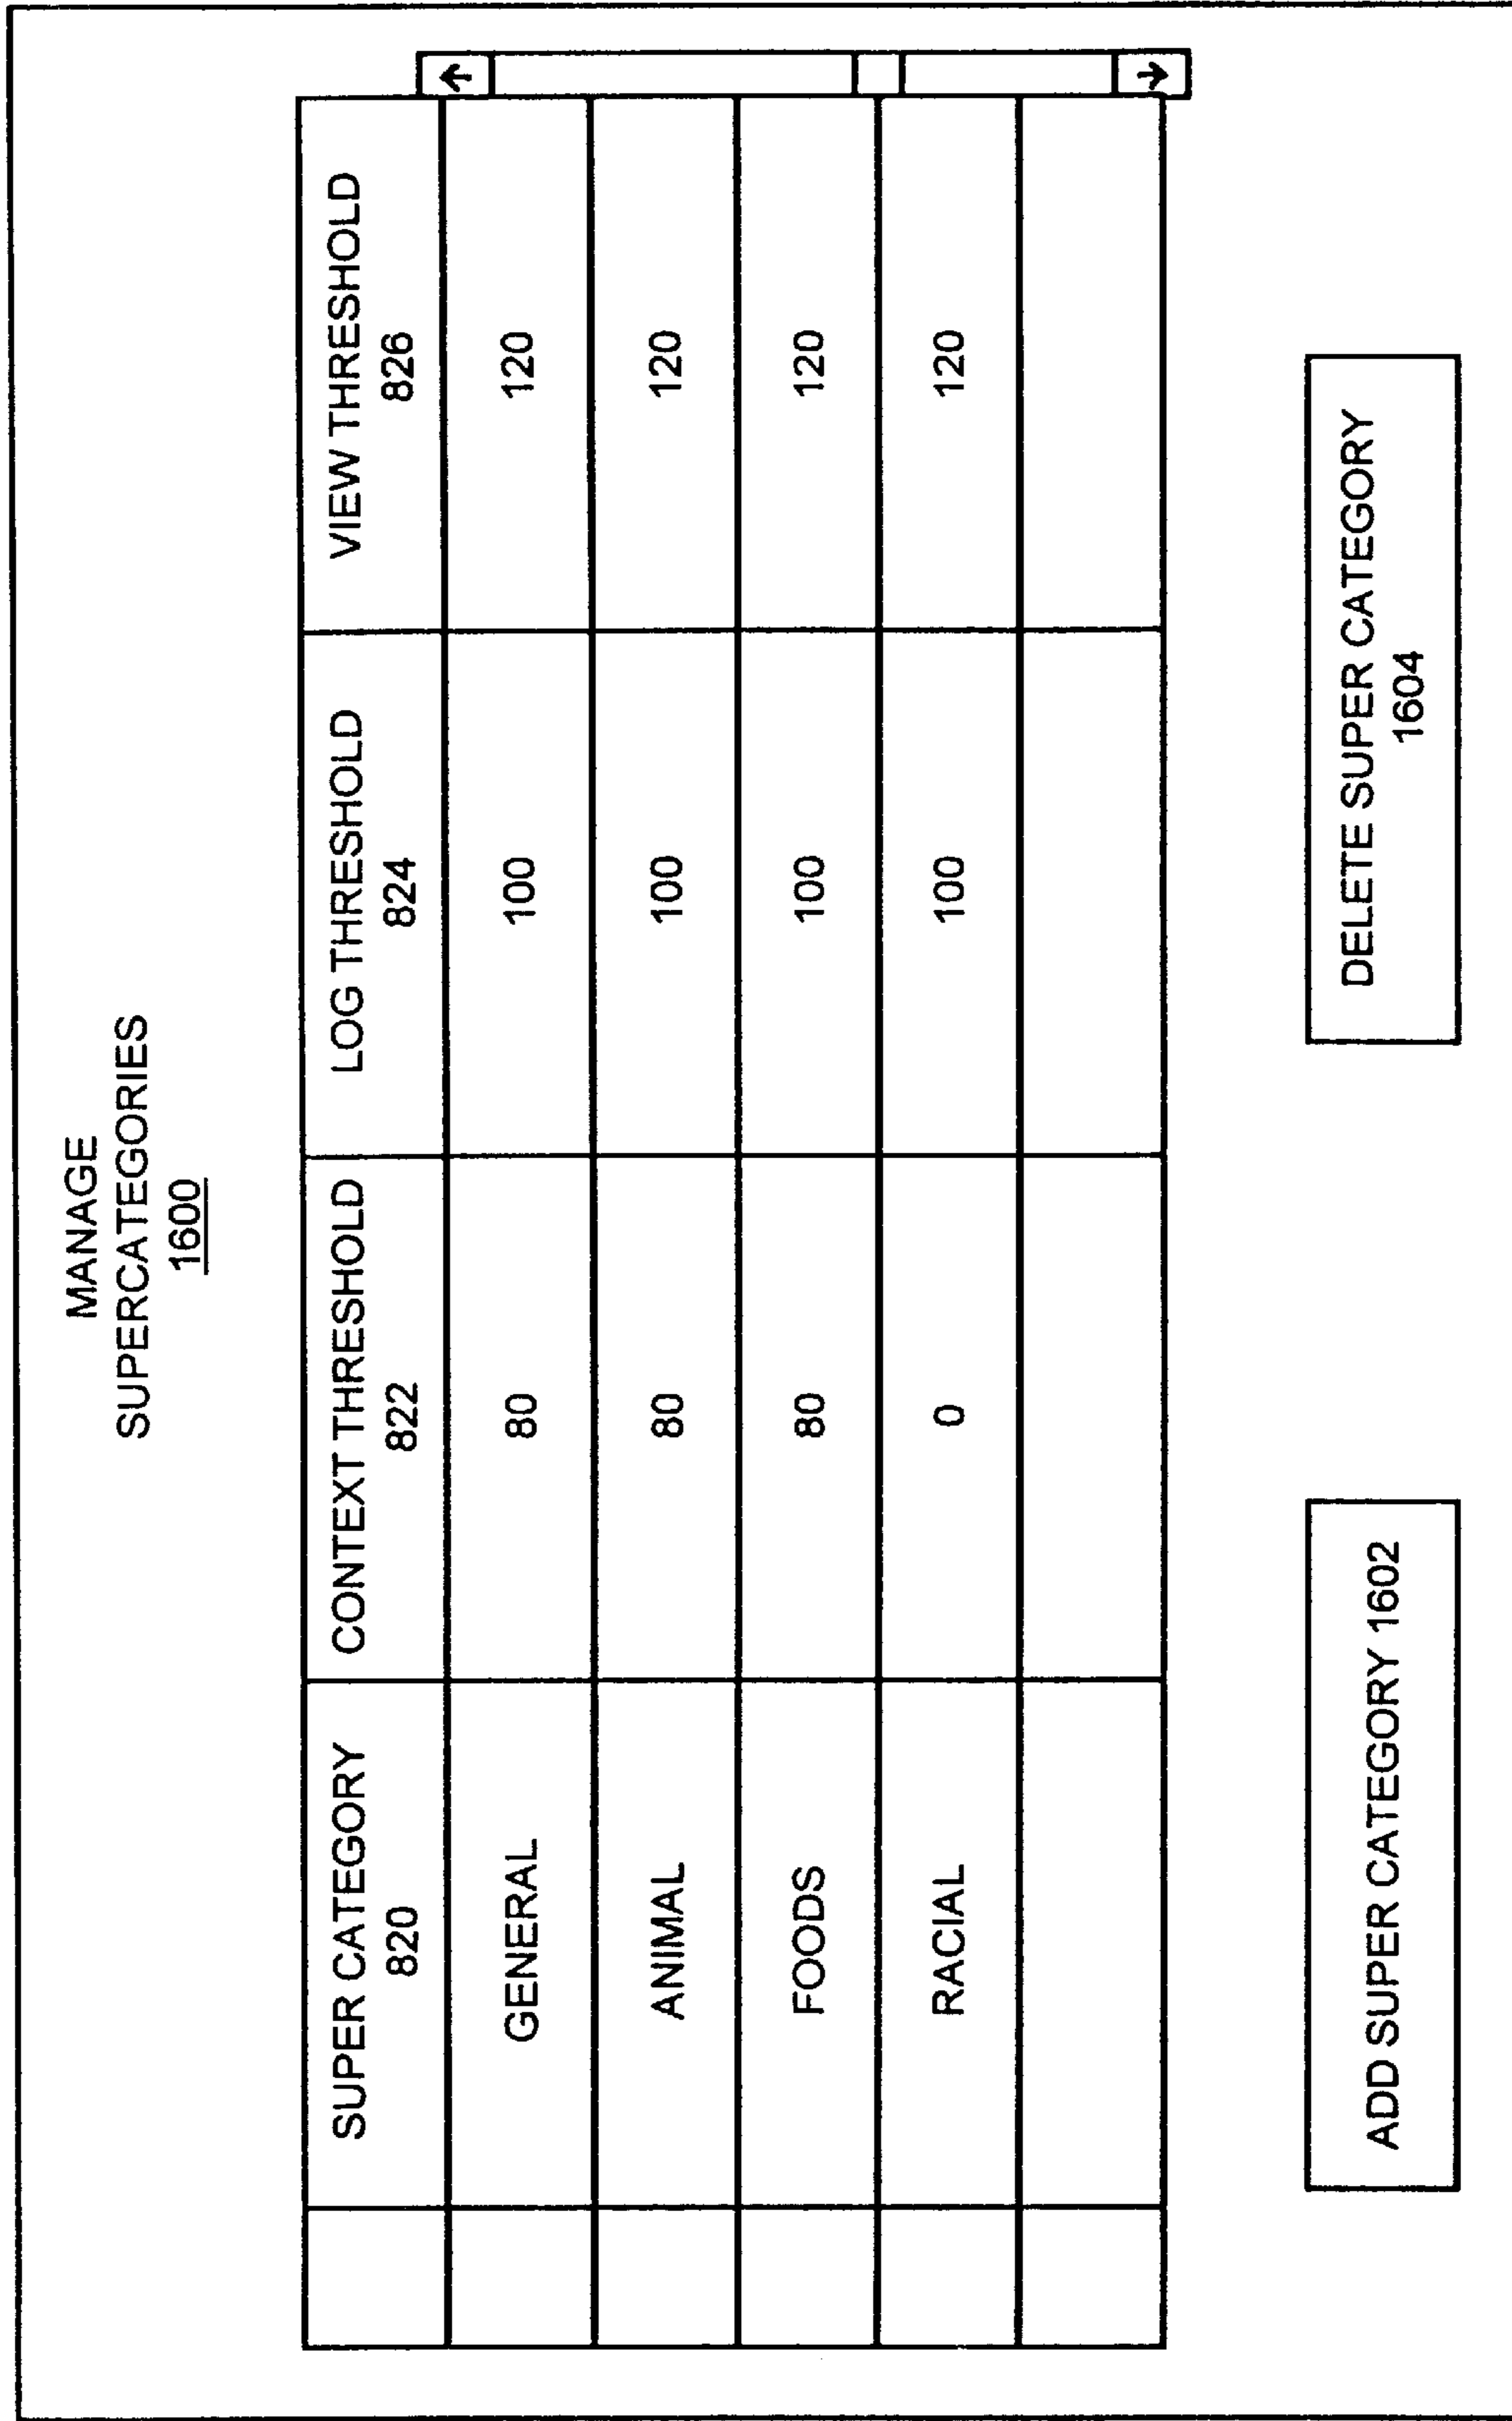 MANAGE
SUPERCATEGORIES
1600
SUPER CATEGORY
820
CONTEXT THRESHOLD
822
LOG THRESHOLD
824
VIEW THRESHOLD
826
GENERAL
80
100
120
ANIMAL
80
100
120
FOODS
80
100
120
RACIAL
0
100
120
ADD SUPER CATEGORY 1602
DELETE SUPER CATEGORY
1604